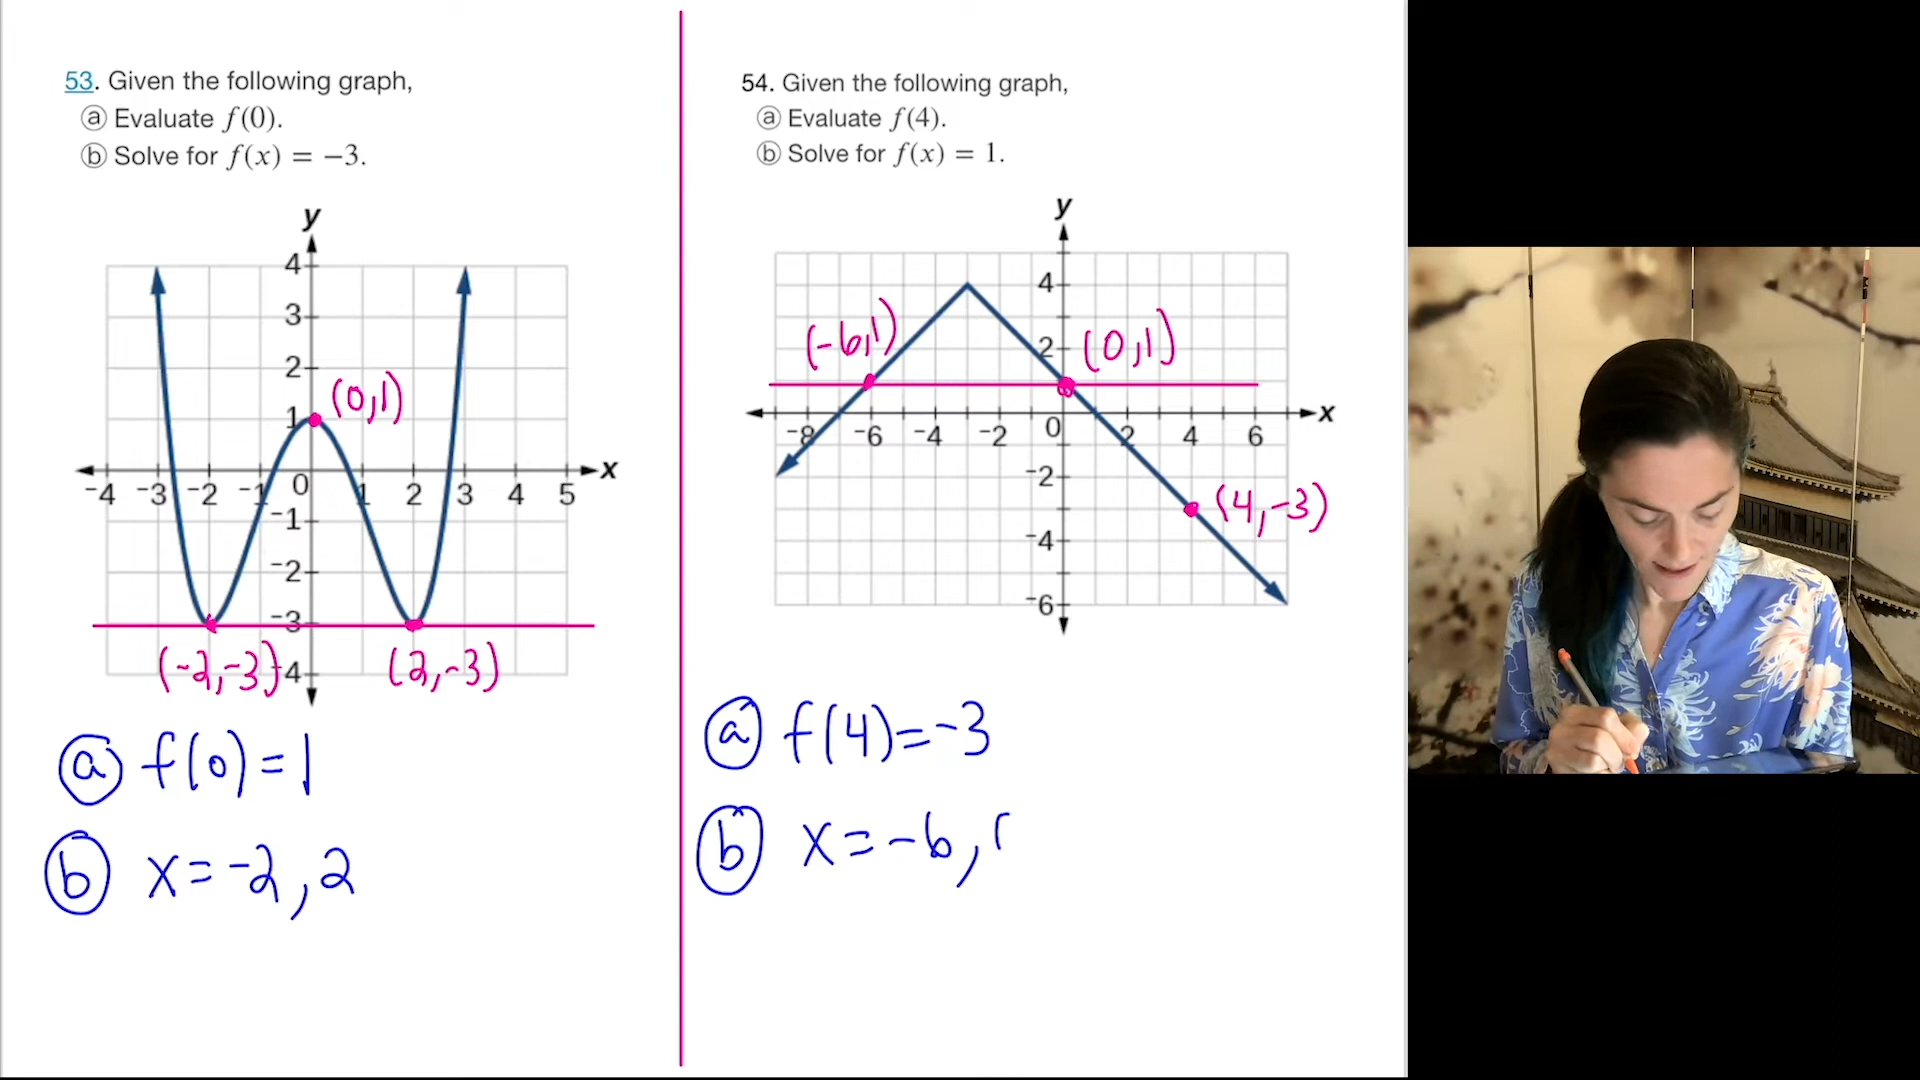 53. Given the following graph,
ⓐ Evaluate f(0).
ⓑ Solve for f(x) = −3.
y
4
3
2
(0,1)
1
x
-4 -3 -2 -1 0 1 2 3 4 5
-1
-2
-3
(-2,-3) -4 (2,-3)
ⓐ f(0)=1
ⓑ x=-2,2
54. Given the following graph,
ⓐ Evaluate f(4).
ⓑ Solve for f(x) = 1.
y
4
(-6,1) 2 (0,1)
x
-8 -6 -4 -2 0 2 4 6
-2
(4,-3)
-4
-6
ⓐ f(4)=-3
ⓑ x=-6,